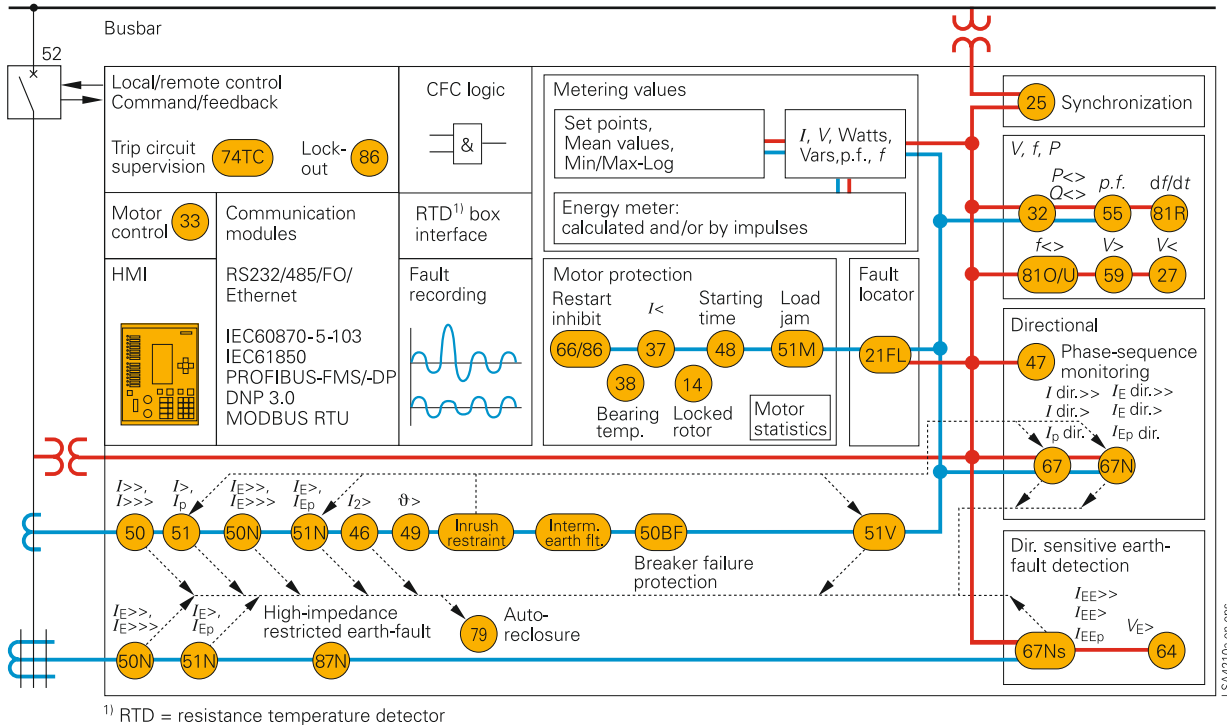 Busbar
52
Local/remote control
Command/feedback
Trip circuit
supervision
74TC
Lock-
out
86
CFC logic
&
Metering values
Set points,
Mean values,
Min/Max-Log
I, V, Watts,
Vars,p.f., f
Energy meter:
calculated and/or by impulses
25
Synchronization
V, f, P
P<>
Q<>
p.f.
df/dt
32
55
81R
f<>
V>
V<
81O/U
59
27
Motor
control
33
Communication
modules
RTD1) box
interface
HMI
RS232/485/FO/
Ethernet
IEC60870-5-103
IEC61850
PROFIBUS-FMS/-DP
DNP 3.0
MODBUS RTU
Fault
recording
Motor protection
Restart
inhibit
I<
Starting
time
Load
jam
66/86
37
48
51M
38
14
Bearing
temp.
Locked
rotor
Motor
statistics
Fault
locator
21FL
Directional
47
Phase-sequence
monitoring
I dir.>>
I dir.>
Ip dir.
IE dir.>>
IE dir.>
IEp dir.
67
67N
I>>,
I>>>
I>,
Ip
IE>>,
IE>>>
IE>,
IEp
I2>
ϑ>
50
51
50N
51N
46
49
Inrush
restraint
Interm.
earth flt.
50BF
51V
Breaker failure
protection
IE>>,
IE>>>
IE>,
IEp
High-impedance
restricted earth-fault
79
Auto-
reclosure
50N
51N
87N
Dir. sensitive earth-
fault detection
IEE>>
IEE>
IEEp
VE>
67Ns
64
1) RTD = resistance temperature detector